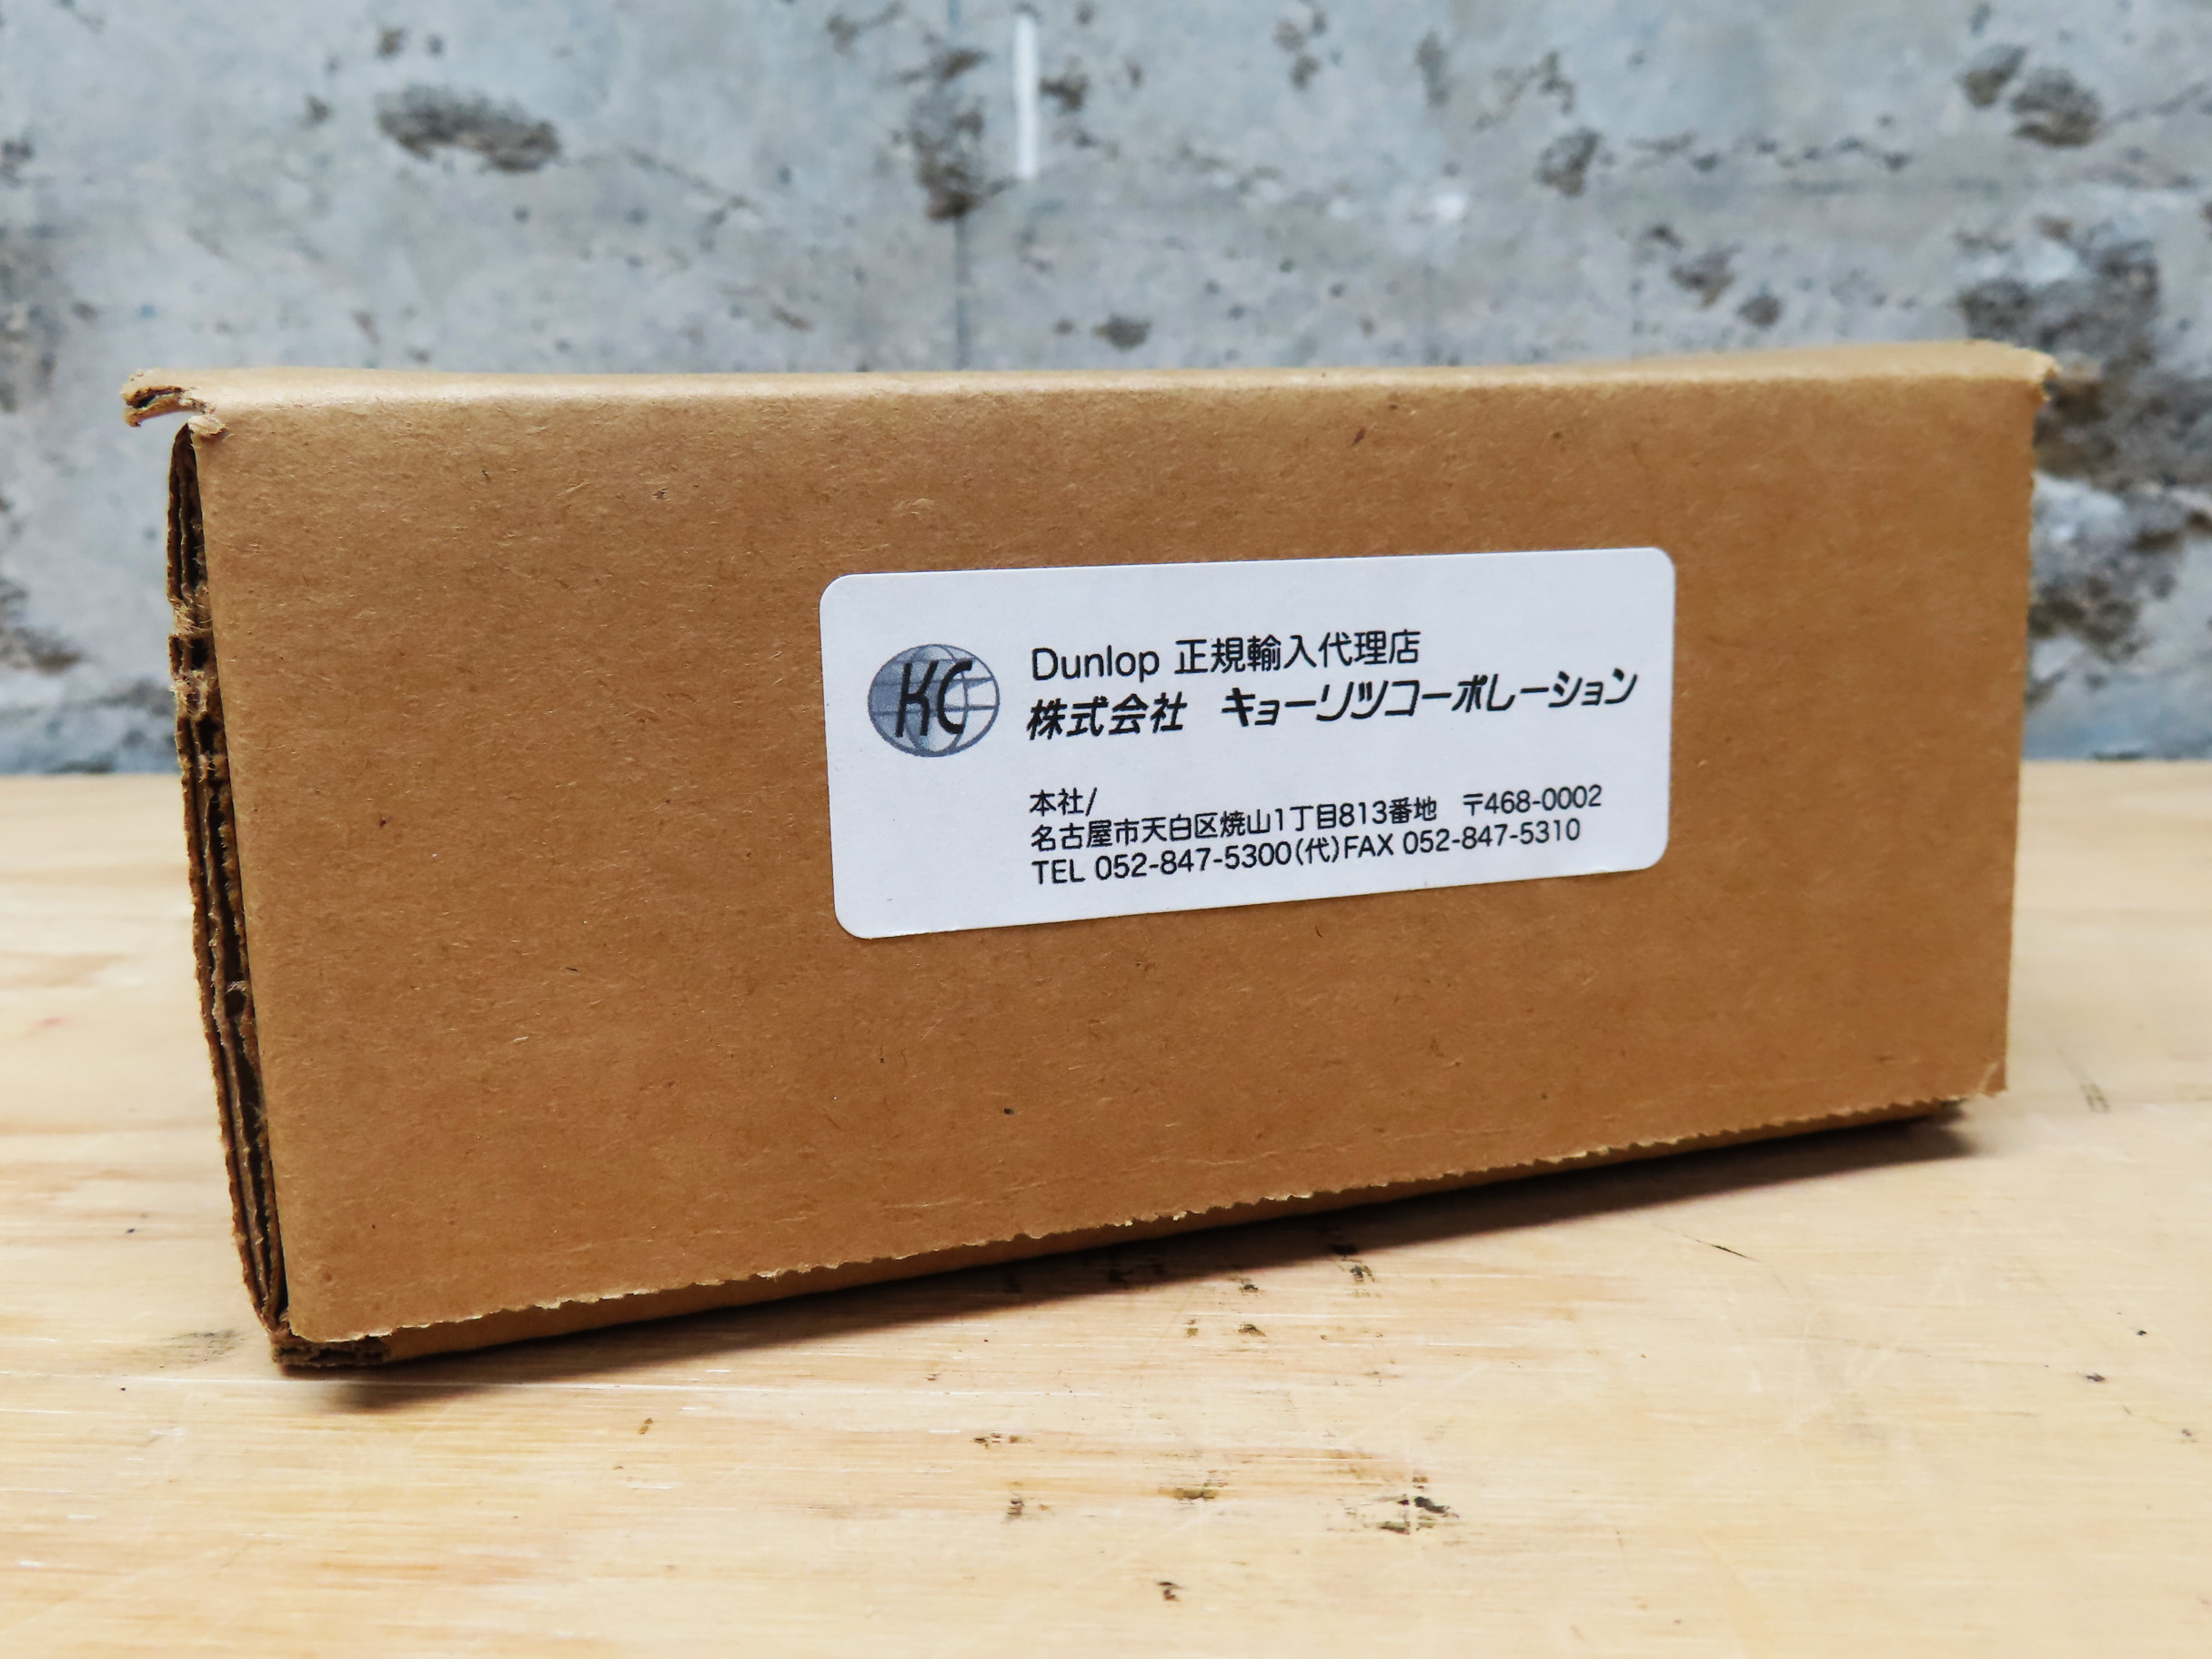 KC
Dunlop 正規輸入代理店
株式会社 キョーリツコーポレーション
本社/
名古屋市天白区焼山1丁目813番地 〒468-0002
TEL 052-847-5300(代)FAX 052-847-5310